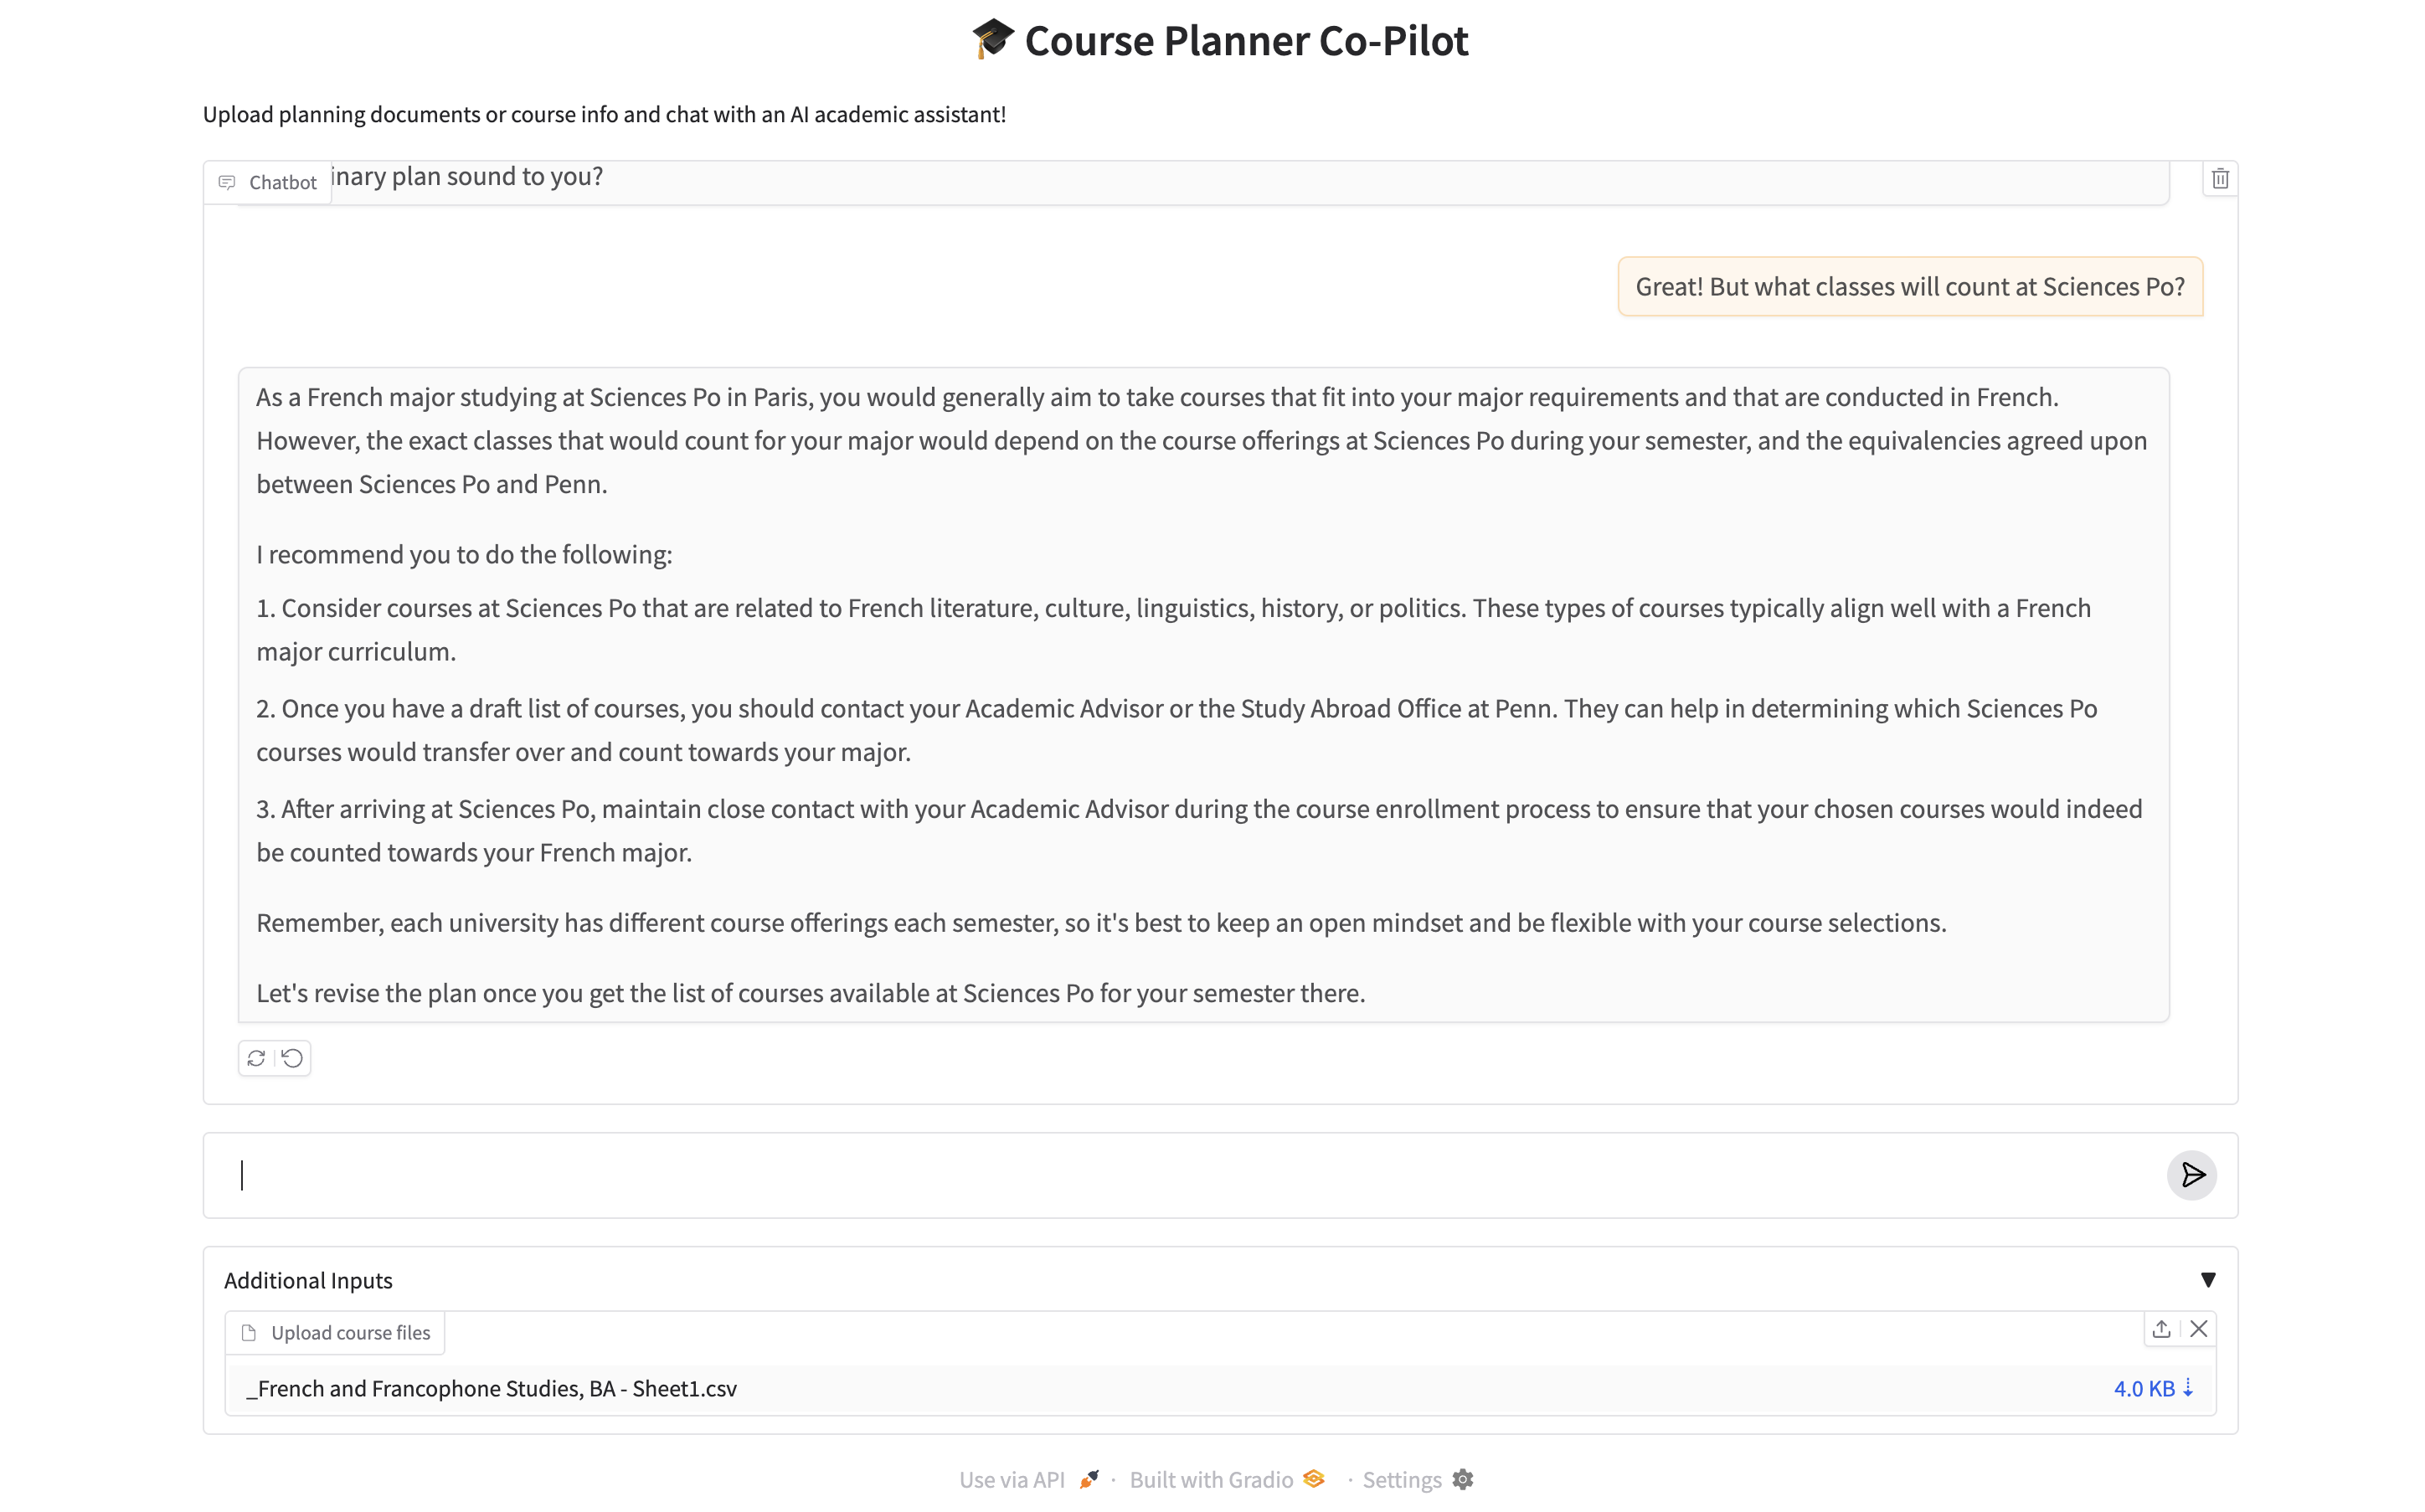 Course Planner Co-Pilot
Upload planning documents or course info and chat with an AI academic assistant!
Chatbot
inary plan sound to you?
Great! But what classes will count at Sciences Po?
As a French major studying at Sciences Po in Paris, you would generally aim to take courses that fit into your major requirements and that are conducted in French.
However, the exact classes that would count for your major would depend on the course offerings at Sciences Po during your semester, and the equivalencies agreed upon
between Sciences Po and Penn.
I recommend you to do the following:
1. Consider courses at Sciences Po that are related to French literature, culture, linguistics, history, or politics. These types of courses typically align well with a French
major curriculum.
2. Once you have a draft list of courses, you should contact your Academic Advisor or the Study Abroad Office at Penn. They can help in determining which Sciences Po
courses would transfer over and count towards your major.
3. After arriving at Sciences Po, maintain close contact with your Academic Advisor during the course enrollment process to ensure that your chosen courses would indeed
be counted towards your French major.
Remember, each university has different course offerings each semester, so it's best to keep an open mindset and be flexible with your course selections.
Let's revise the plan once you get the list of courses available at Sciences Po for your semester there.
Additional Inputs
Upload course files
_French and Francophone Studies, BA - Sheet1.csv
4.0 KB ⇣
Use via API · Built with Gradio · Settings